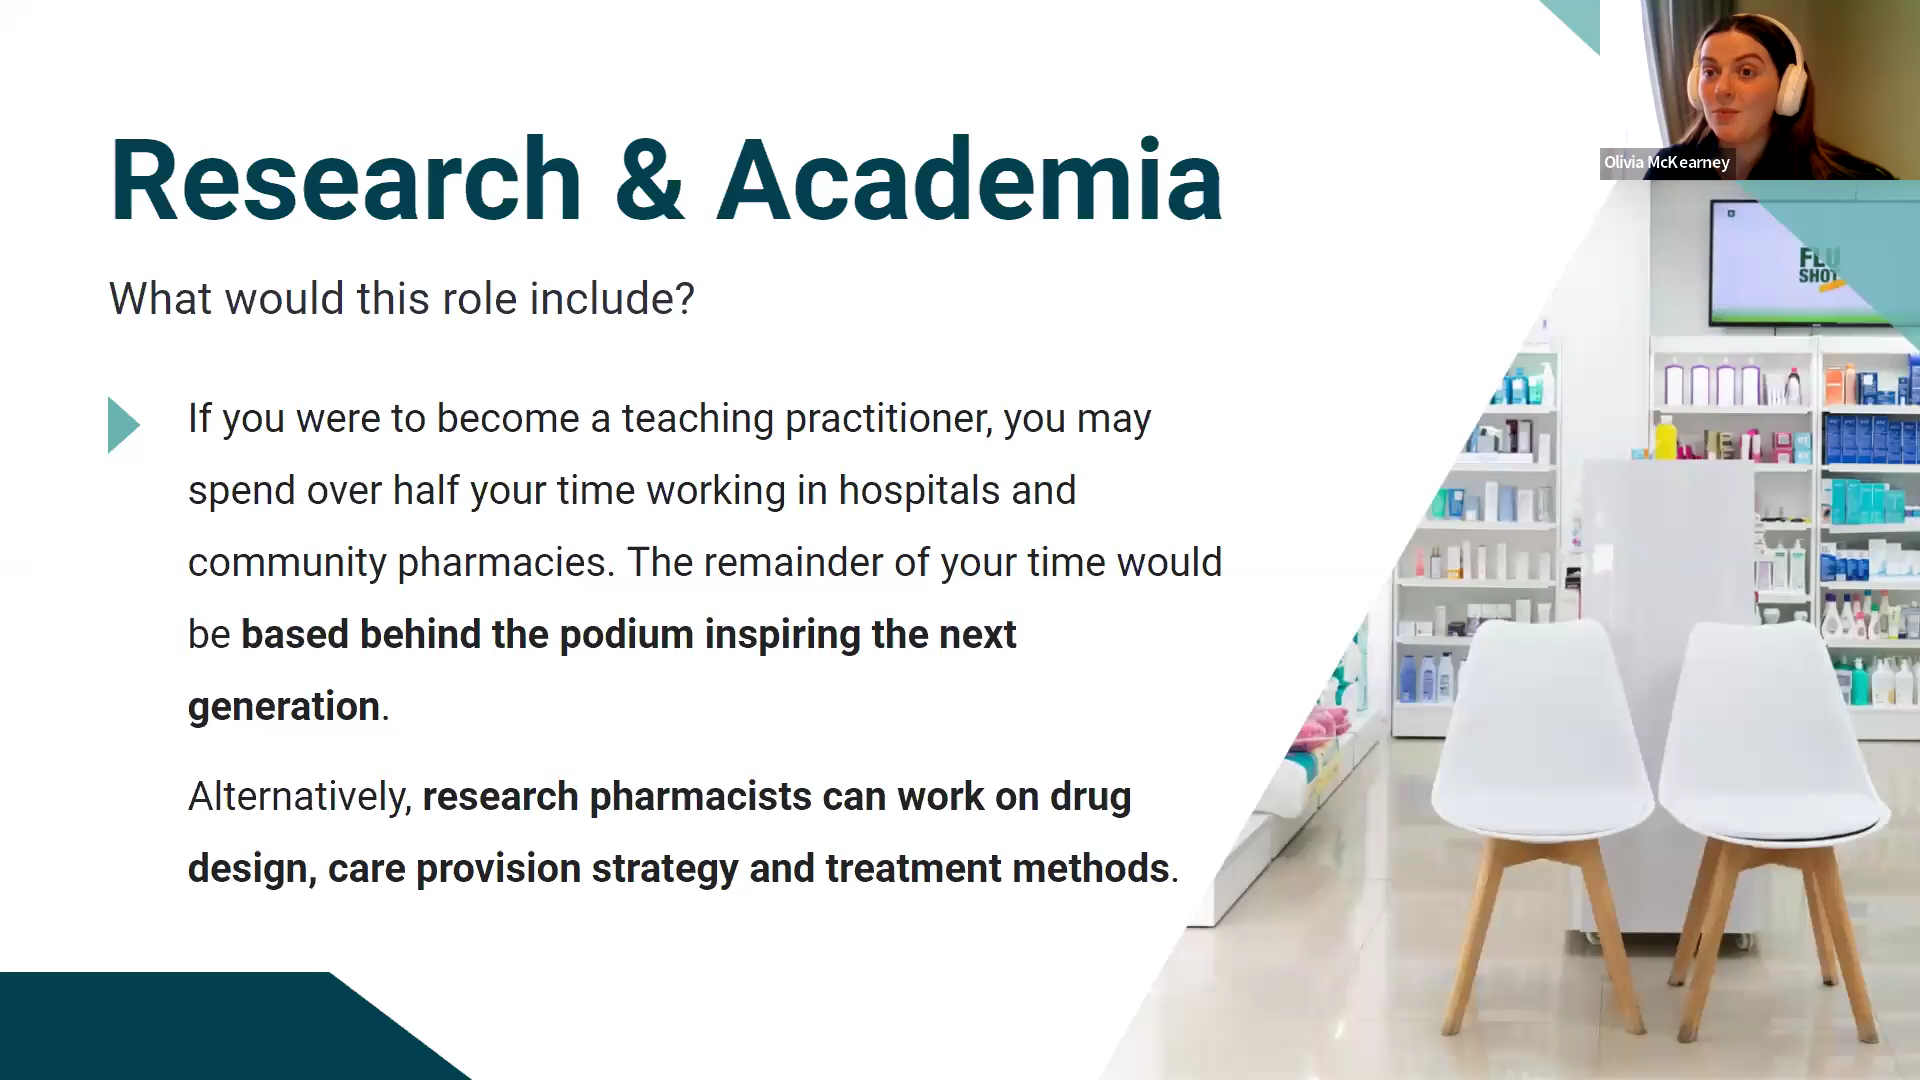 Research & Academia
What would this role include?
If you were to become a teaching practitioner, you may
spend over half your time working in hospitals and
community pharmacies. The remainder of your time would
be based behind the podium inspiring the next
generation.
Alternatively, research pharmacists can work on drug
design, care provision strategy and treatment methods.
Olivia McKearney
FLU
SHOT